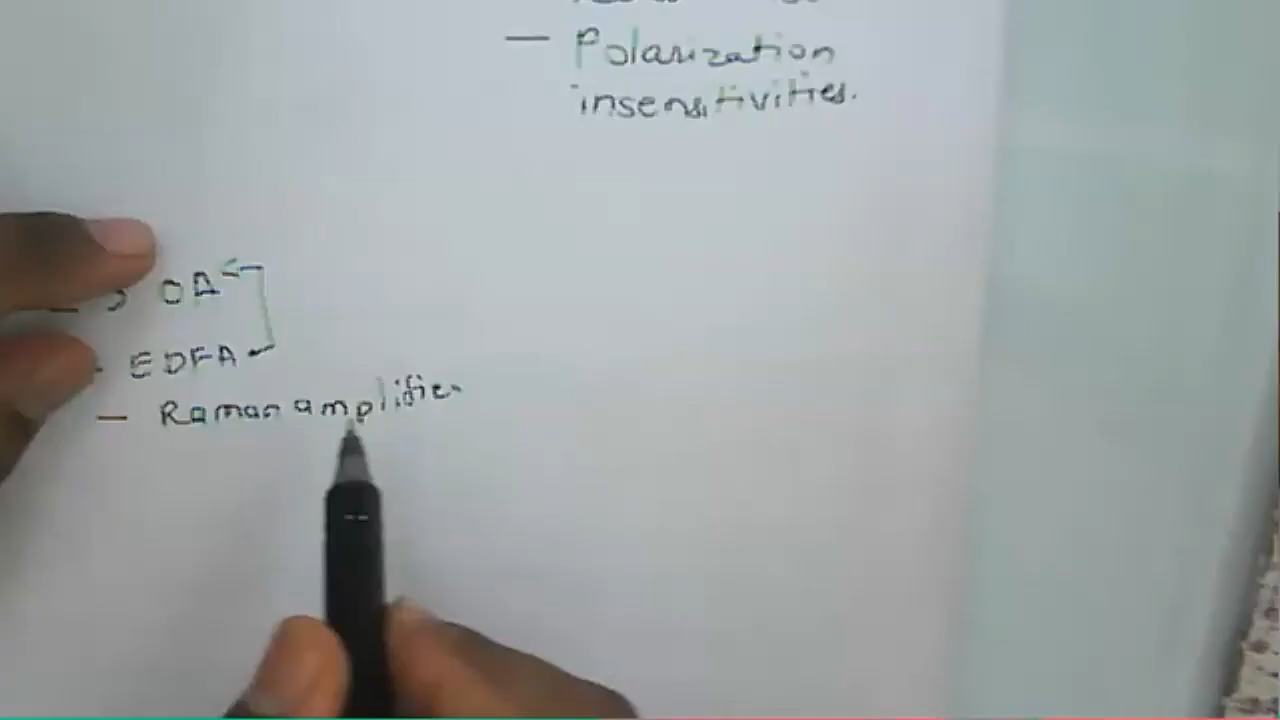 — Polarization
insensitivities.
OA
EDFA
— Raman amplifier